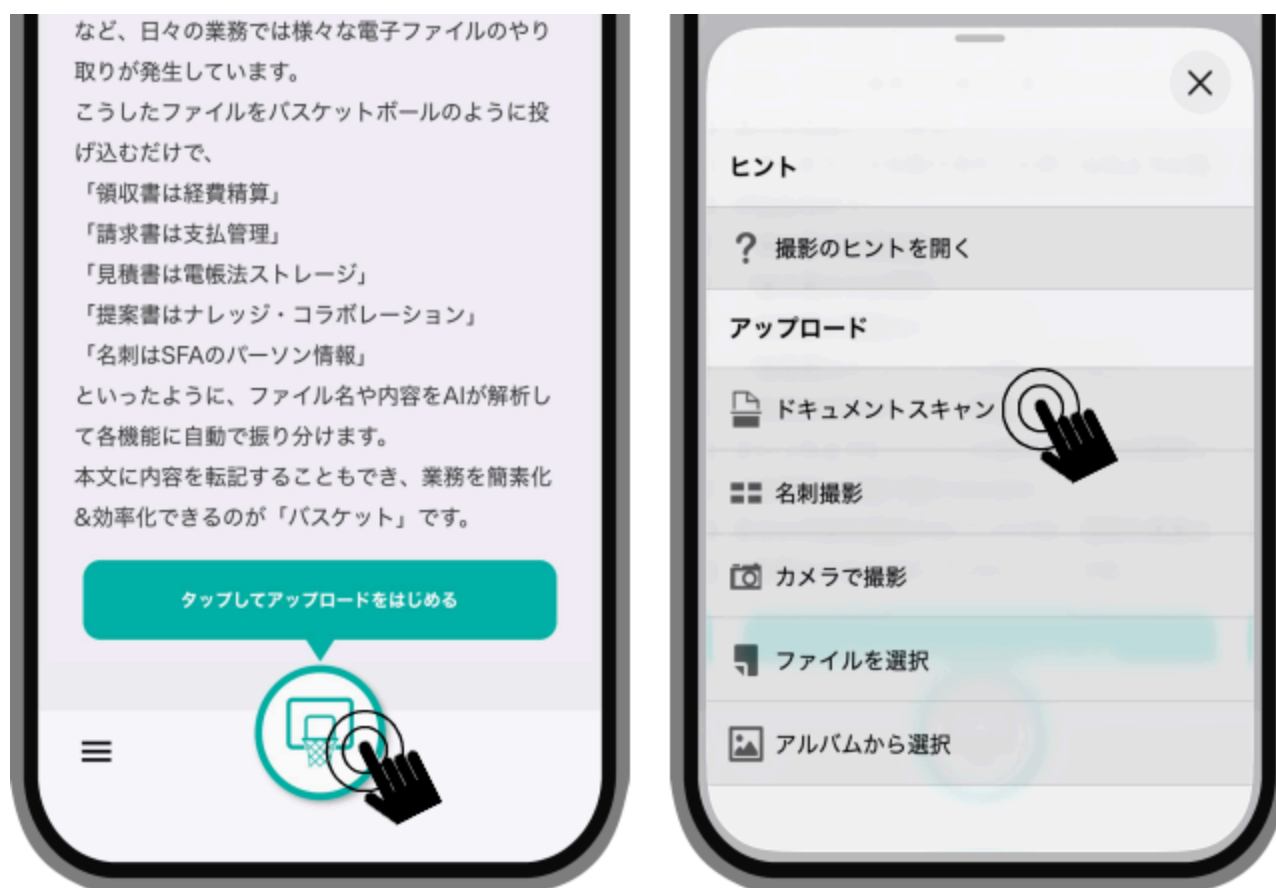 など、日々の業務では様々な電子ファイルのやり
取りが発生しています。
こうしたファイルをバスケットボールのように投
げ込むだけで、
「領収書は経費精算」
「請求書は支払管理」
「見積書は電帳法ストレージ」
「提案書はナレッジ・コラボレーション」
「名刺はSFAのパーソン情報」
といったように、ファイル名や内容をAIが解析し
て各機能に自動で振り分けます。
本文に内容を転記することもでき、業務を簡素化
&効率化できるのが「バスケット」です。
タップしてアップロードをはじめる
ヒント
? 撮影のヒントを開く
アップロード
ドキュメントスキャン
名刺撮影
カメラで撮影
ファイルを選択
アルバムから選択